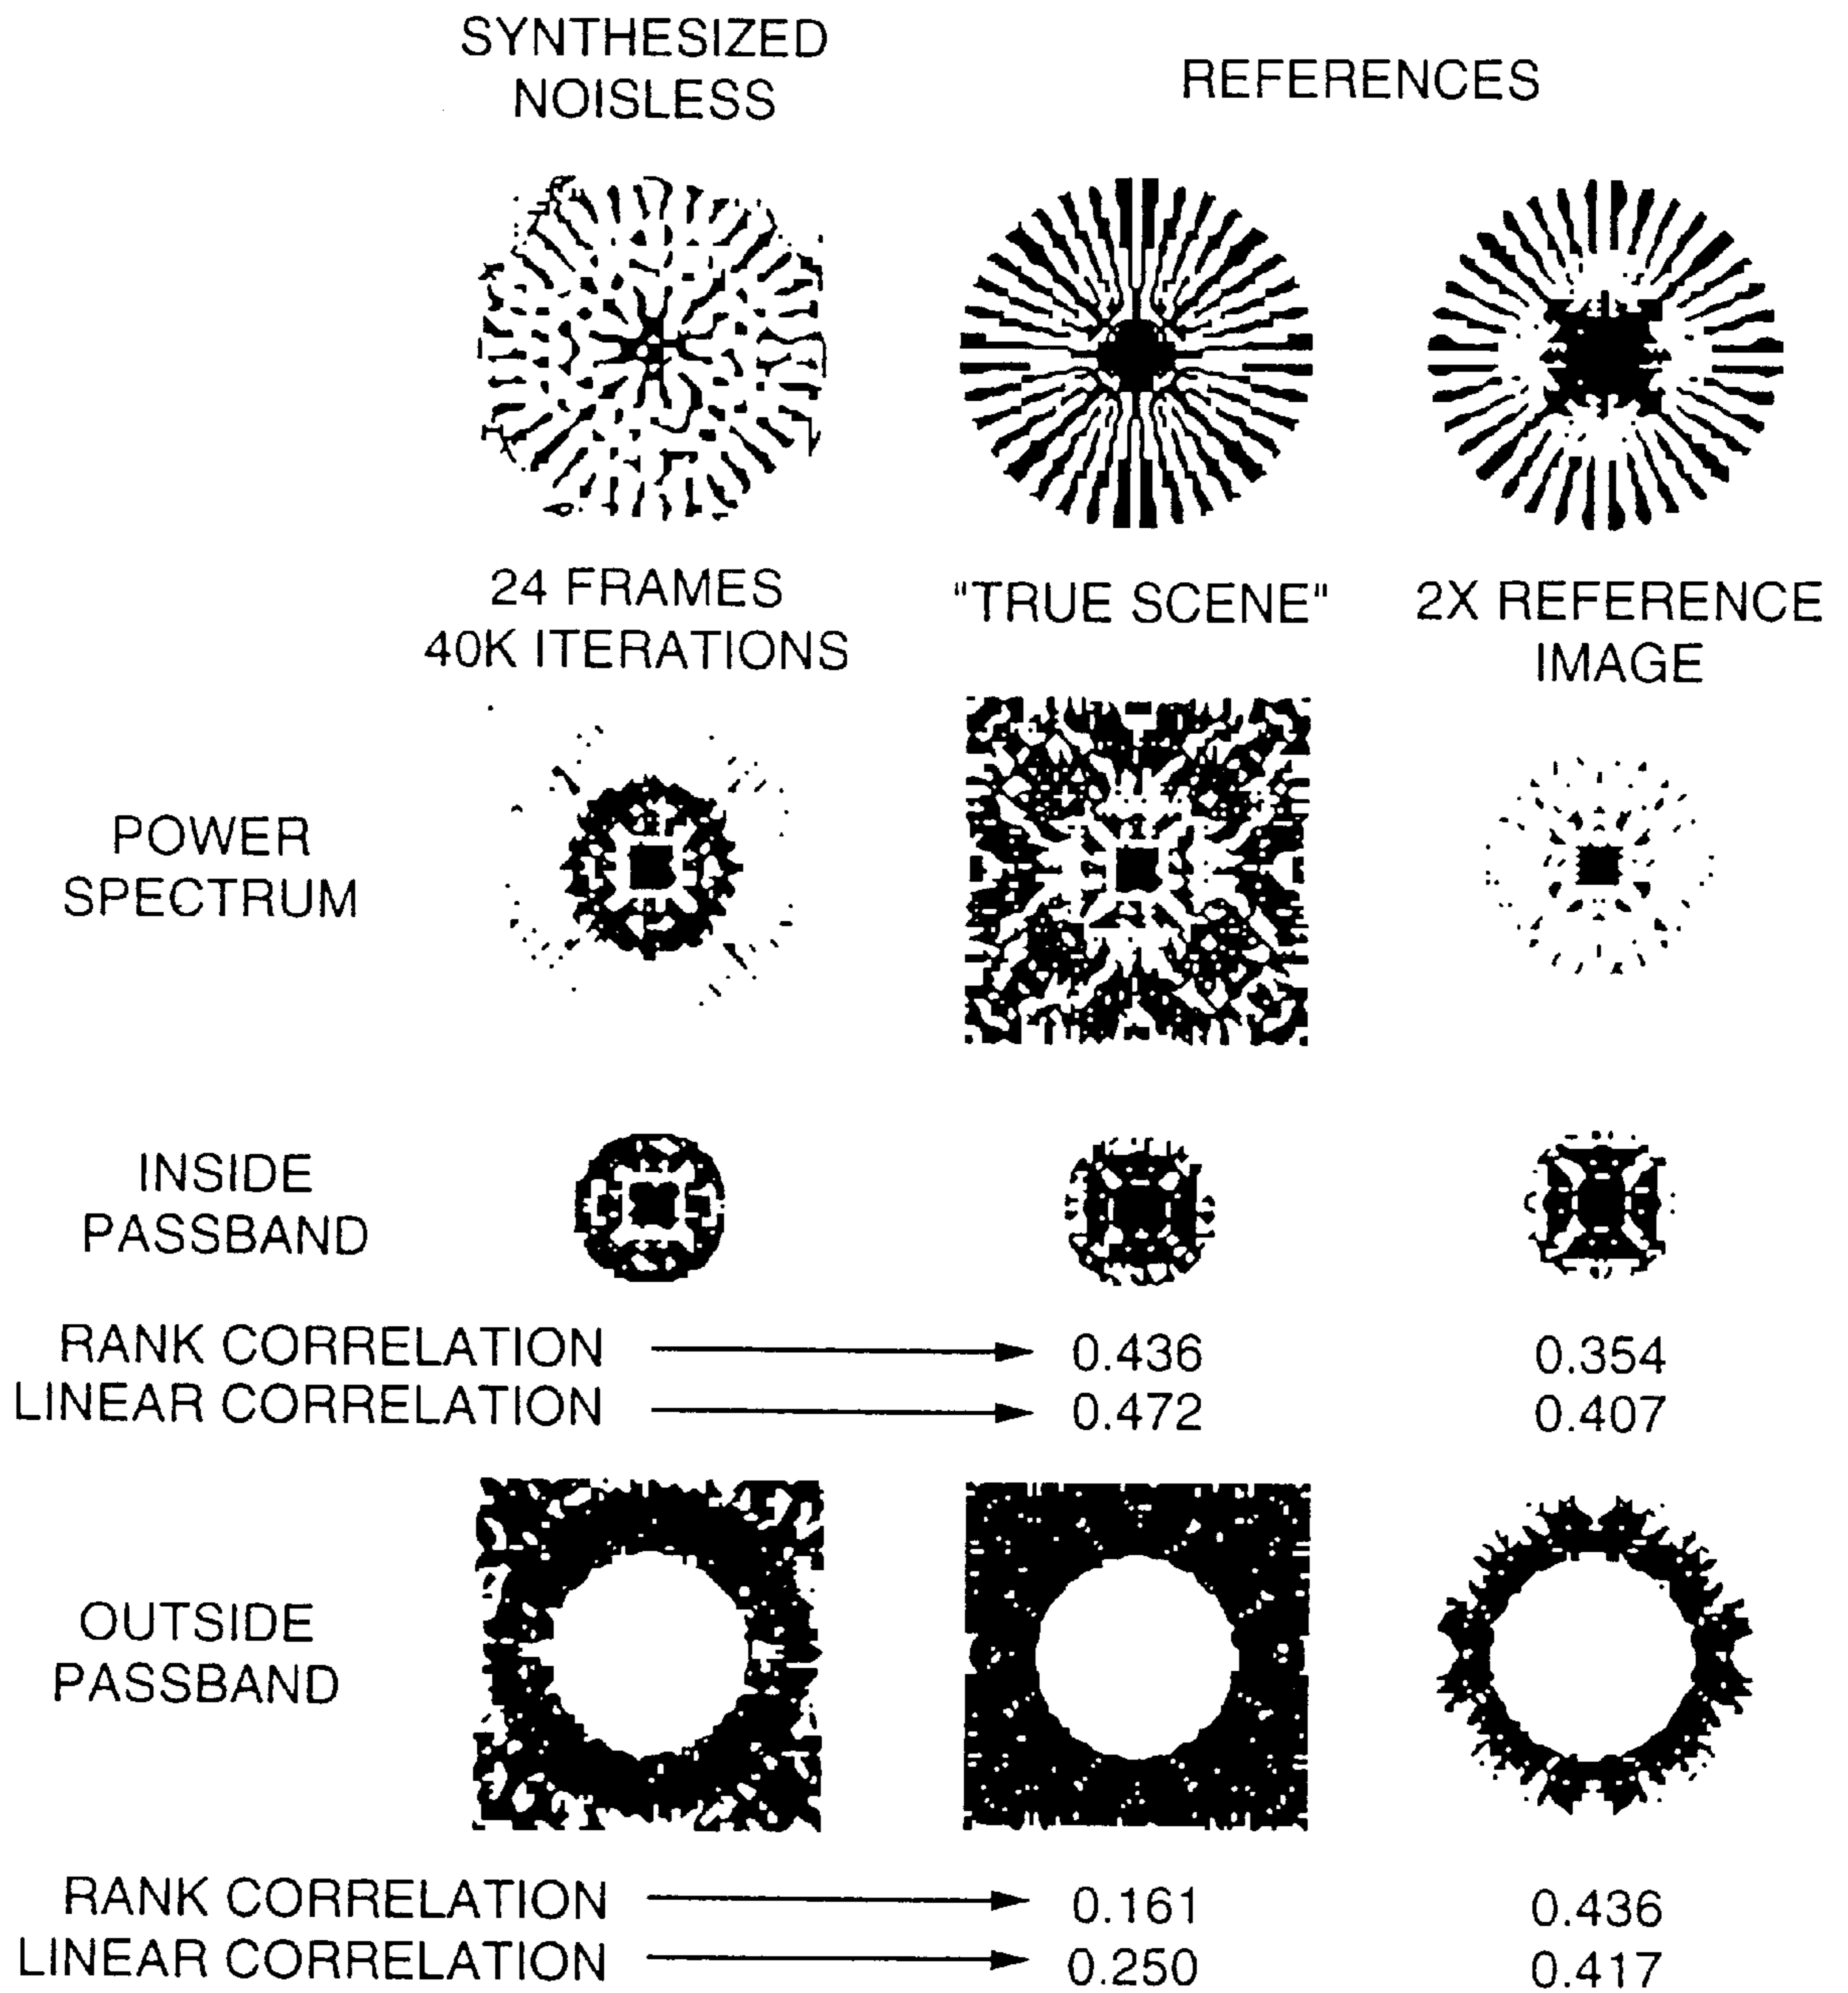 SYNTHESIZED
NOISLESS
REFERENCES
24 FRAMES
40K ITERATIONS
"TRUE SCENE"
2X REFERENCE
IMAGE
POWER
SPECTRUM
INSIDE
PASSBAND
RANK CORRELATION 0.436 0.354
LINEAR CORRELATION 0.472 0.407
OUTSIDE
PASSBAND
RANK CORRELATION 0.161 0.436
LINEAR CORRELATION 0.250 0.417